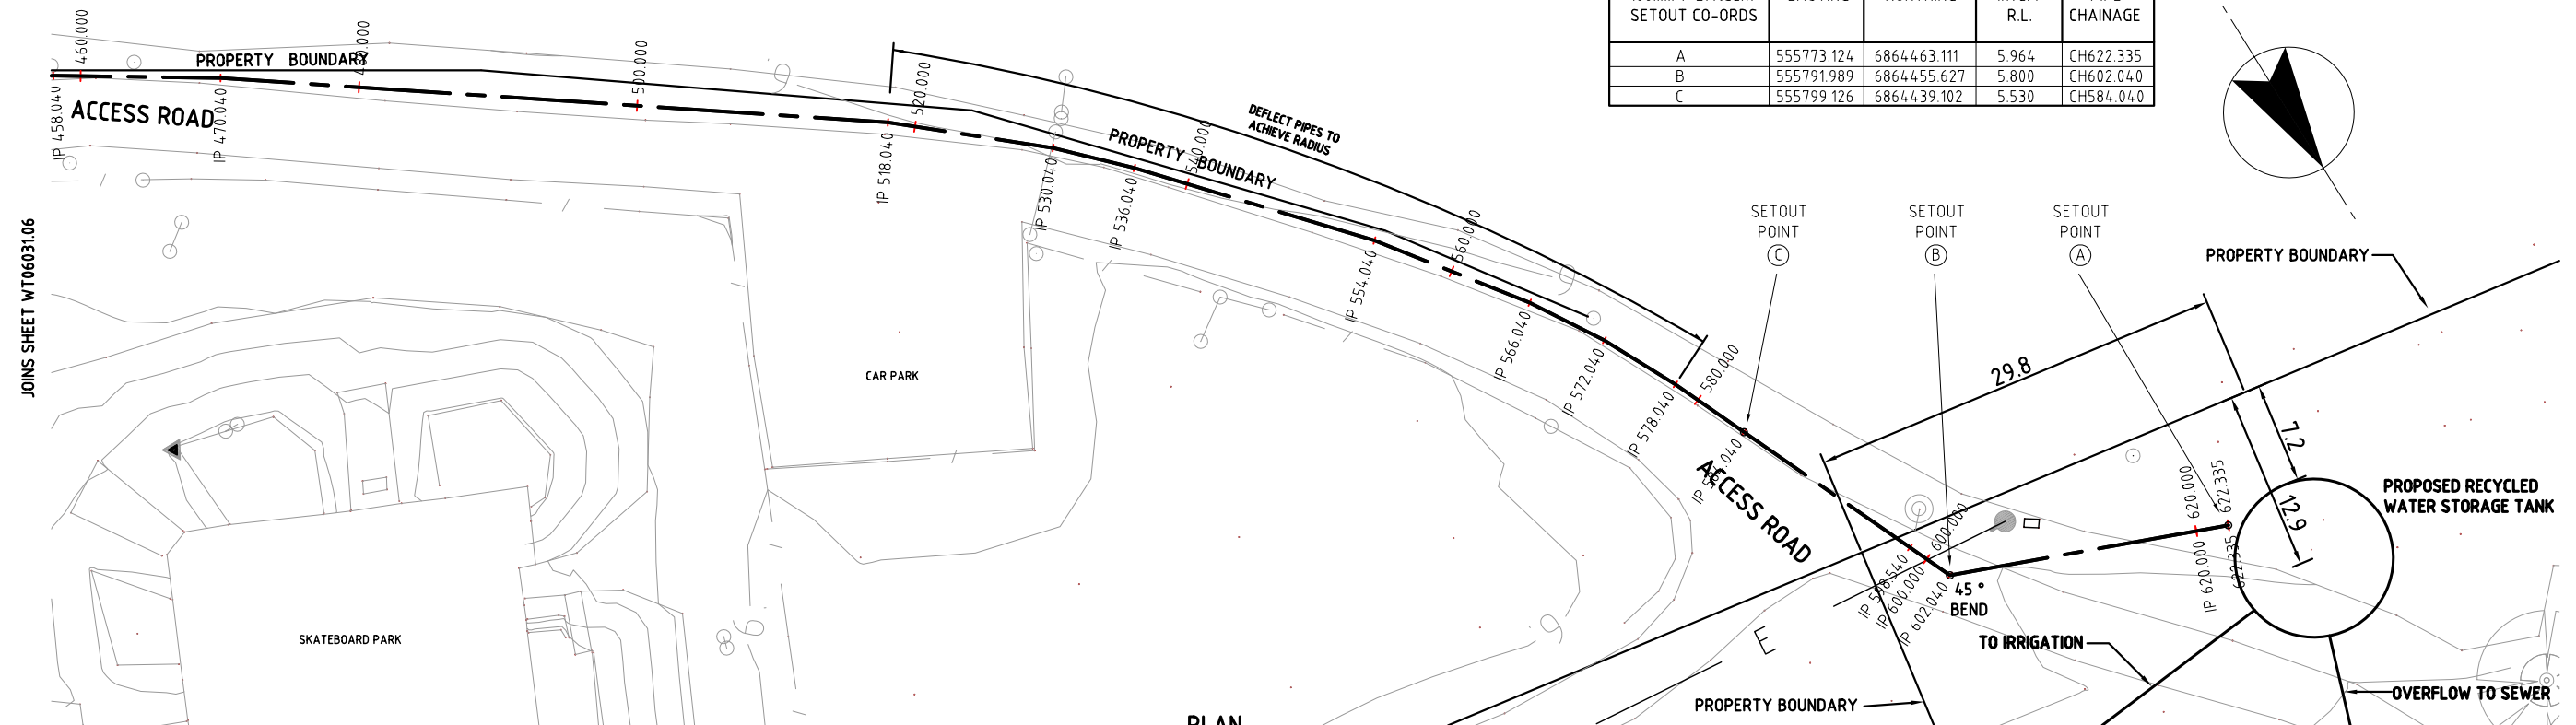 SETOUT CO-ORDS
R.L.
CHAINAGE
A 555773.124 6864463.111 5.964 CH622.335
B 555791.989 6864455.627 5.800 CH602.040
C 555799.126 6864439.102 5.530 CH584.040
460.000
PROPERTY BOUNDARY
500.000
520.000
DEFLECT PIPES TO
ACHIEVE RADIUS
ACCESS ROAD
IP 458.040
IP 470.040
IP 518.040
PROPERTY BOUNDARY
540.000
IP 530.040
IP 536.040
560.000
IP 554.040
IP 566.040
IP 572.040
580.000
IP 578.040
SETOUT
POINT
C
SETOUT
POINT
B
SETOUT
POINT
A
PROPERTY BOUNDARY
JOINS SHEET WT06031.06
CAR PARK
29.8
7.2
12.9
ACCESS ROAD
PROPOSED RECYCLED
WATER STORAGE TANK
620.000
622.335
600.000
IP 598.540
IP 600.000
IP 602.040
IP 620.000
622.335
45°
BEND
SKATEBOARD PARK
E
TO IRRIGATION
PROPERTY BOUNDARY
OVERFLOW TO SEWER
PLAN